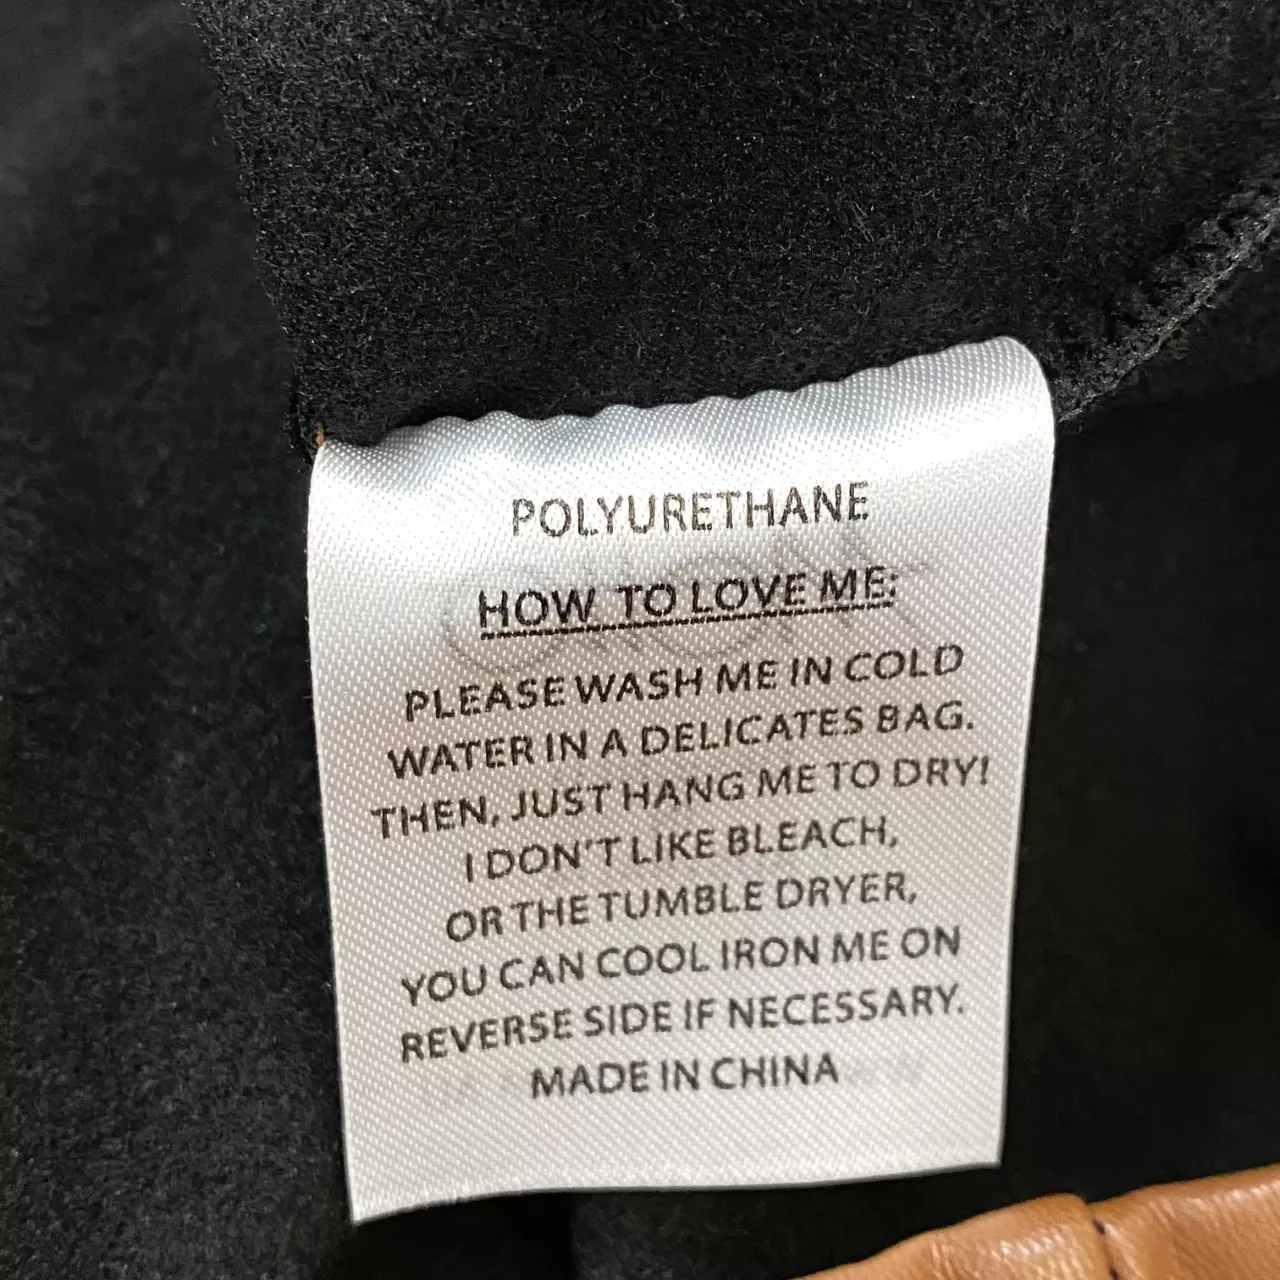 POLYURETHANE
HOW TO LOVE ME:
PLEASE WASH ME IN COLD
WATER IN A DELICATES BAG.
THEN, JUST HANG ME TO DRY!
I DON'T LIKE BLEACH,
OR THE TUMBLE DRYER,
YOU CAN COOL IRON ME ON
REVERSE SIDE IF NECESSARY.
MADE IN CHINA